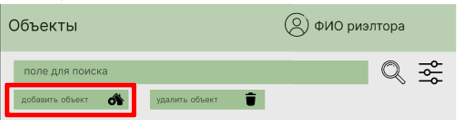 Объекты ФИО риэлтора
поле для поиска
добавить объект удалить объект